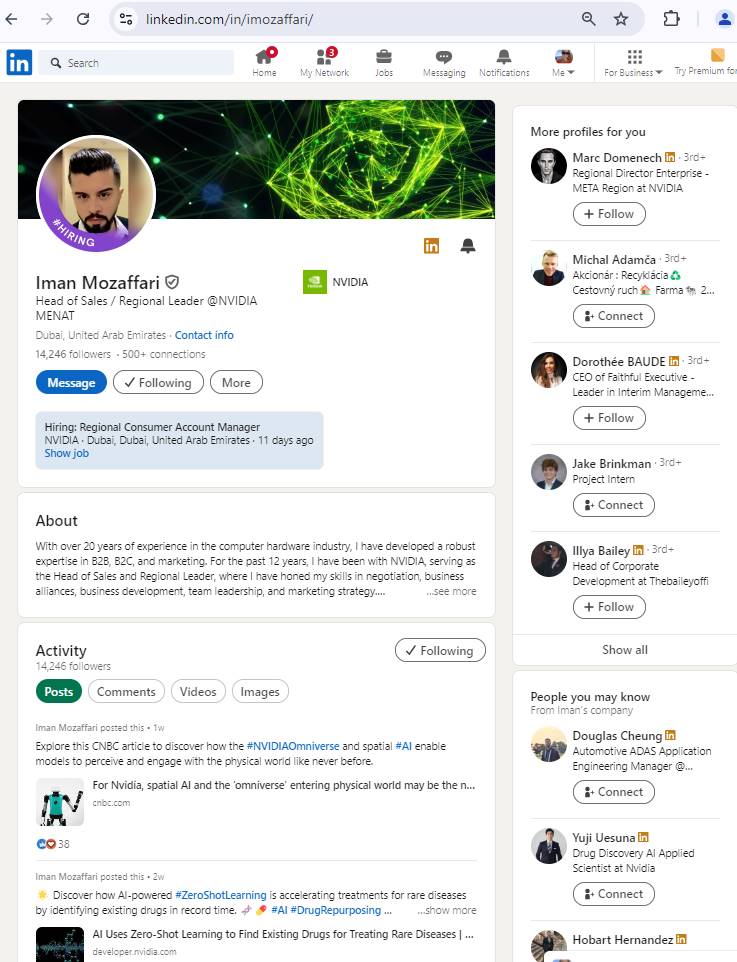 linkedin.com/in/imozaffari/
in
Search
Home
3
My Network
Jobs
Messaging
Notifications
Me
For Business
Try Premium for
#HIRING
in
Iman Mozaffari
NVIDIA
Head of Sales / Regional Leader @NVIDIA
MENAT
Dubai, United Arab Emirates · Contact info
14,246 followers · 500+ connections
Message
Following
More
Hiring: Regional Consumer Account Manager
NVIDIA · Dubai, Dubai, United Arab Emirates · 11 days ago
Show job
About
With over 20 years of experience in the computer hardware industry, I have developed a robust
expertise in B2B, B2C, and marketing. For the past 12 years, I have been with NVIDIA, serving as
the Head of Sales and Regional Leader, where I have honed my skills in negotiation, business
alliances, business development, team leadership, and marketing strategy....
...see more
Activity
14,246 followers
Following
Posts
Comments
Videos
Images
Iman Mozaffari posted this • 1w
Explore this CNBC article to discover how the #NVIDIAOmniverse and spatial #AI enable
models to perceive and engage with the physical world like never before.
For Nvidia, spatial AI and the 'omniverse' entering physical world may be the n...
cnbc.com
38
Iman Mozaffari posted this • 2w
Discover how AI-powered #ZeroShotLearning is accelerating treatments for rare diseases
by identifying existing drugs in record time. 🧬 💊 #AI #DrugRepurposing ...
...show more
AI Uses Zero-Shot Learning to Find Existing Drugs for Treating Rare Diseases | ...
developer.nvidia.com
More profiles for you
Marc Domenech in · 3rd+
Regional Director Enterprise -
META Region at NVIDIA
+ Follow
Michal Adamča · 3rd+
Akcionár : Recyklácia♻
Cestovný ruch🏠 Farma🐄 2...
Connect
Dorothée BAUDE in · 3rd+
CEO of Faithful Executive -
Leader in Interim Manageme...
+ Follow
Jake Brinkman · 3rd+
Project Intern
Connect
Illya Bailey in · 3rd+
Head of Corporate
Development at Thebaileyoffi
+ Follow
Show all
People you may know
From Iman's company
Douglas Cheung in
Automotive ADAS Application
Engineering Manager @...
Connect
Yuji Uesuna in
Drug Discovery AI Applied
Scientist at Nvidia
Connect
Hobart Hernandez in